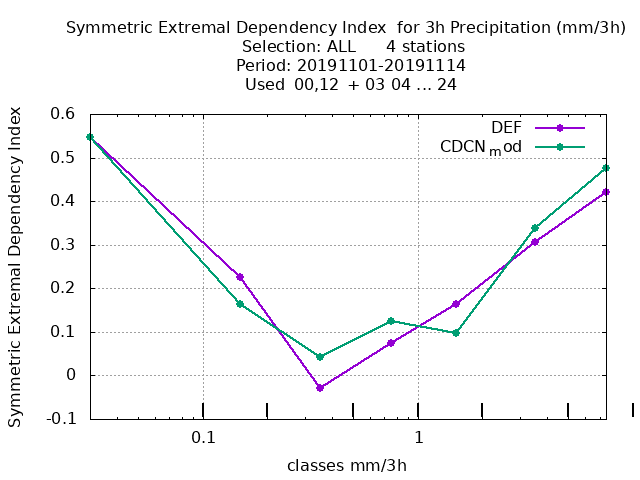 Symmetric Extremal Dependency Index for 3h Precipitation (mm/3h)
Selection: ALL 4 stations
Period: 20191101-20191114
Used 00,12 + 03 04 ... 24
Symmetric Extremal Dependency Index
0.6
0.5
0.4
0.3
0.2
0.1
0
-0.1
DEF
CDCNmod
0.1
1
classes mm/3h